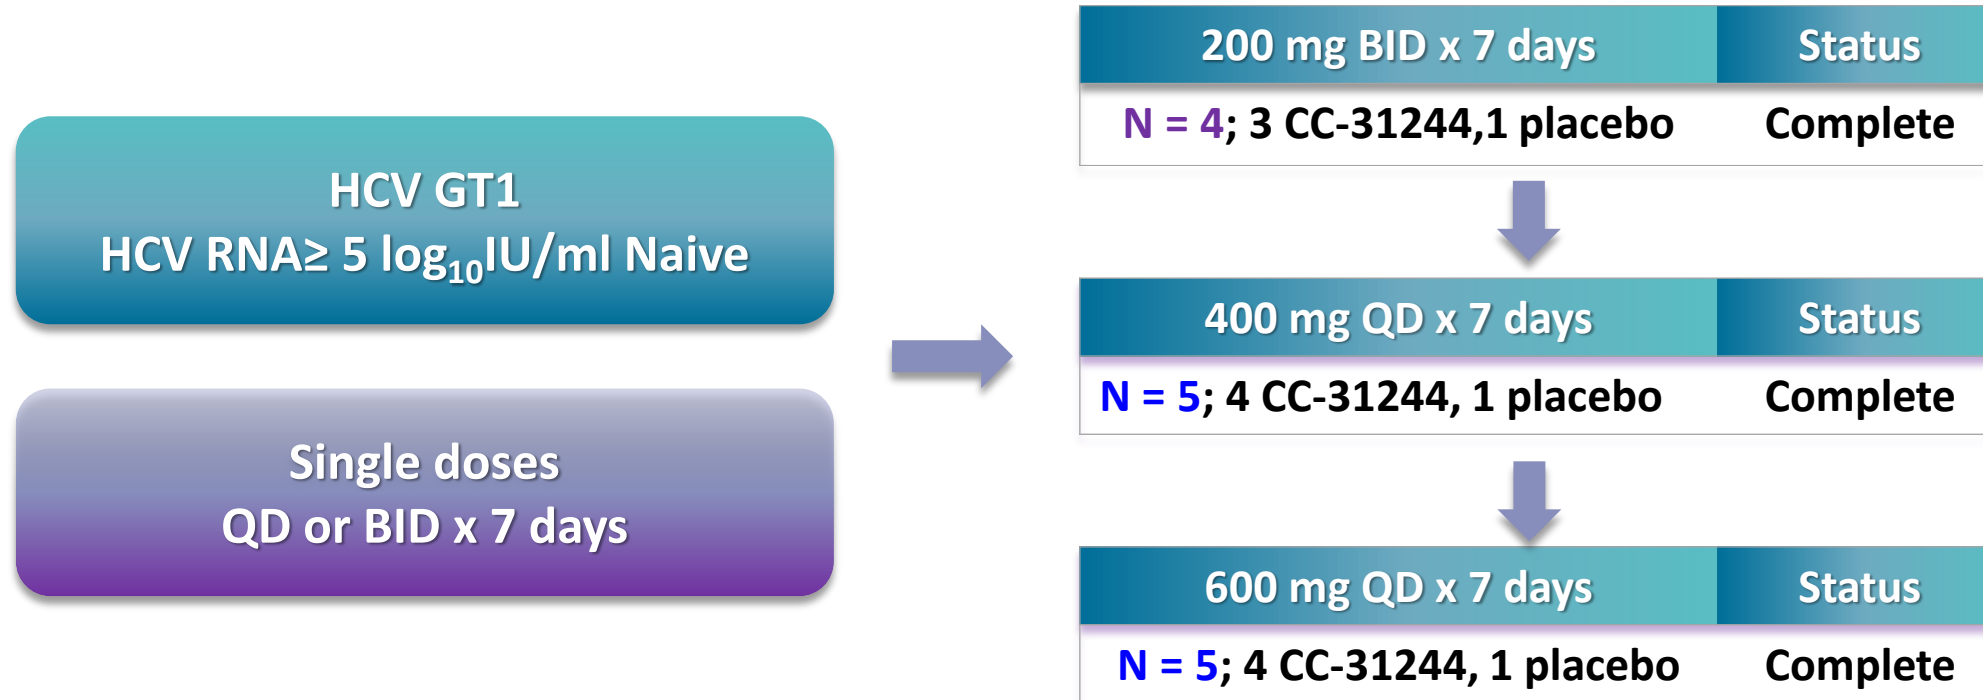 HCV GT1
HCV RNA≥ 5 log₁₀IU/ml Naive
Single doses
QD or BID x 7 days
200 mg BID x 7 days Status
N = 4; 3 CC-31244,1 placebo Complete
400 mg QD x 7 days Status
N = 5; 4 CC-31244, 1 placebo Complete
600 mg QD x 7 days Status
N = 5; 4 CC-31244, 1 placebo Complete